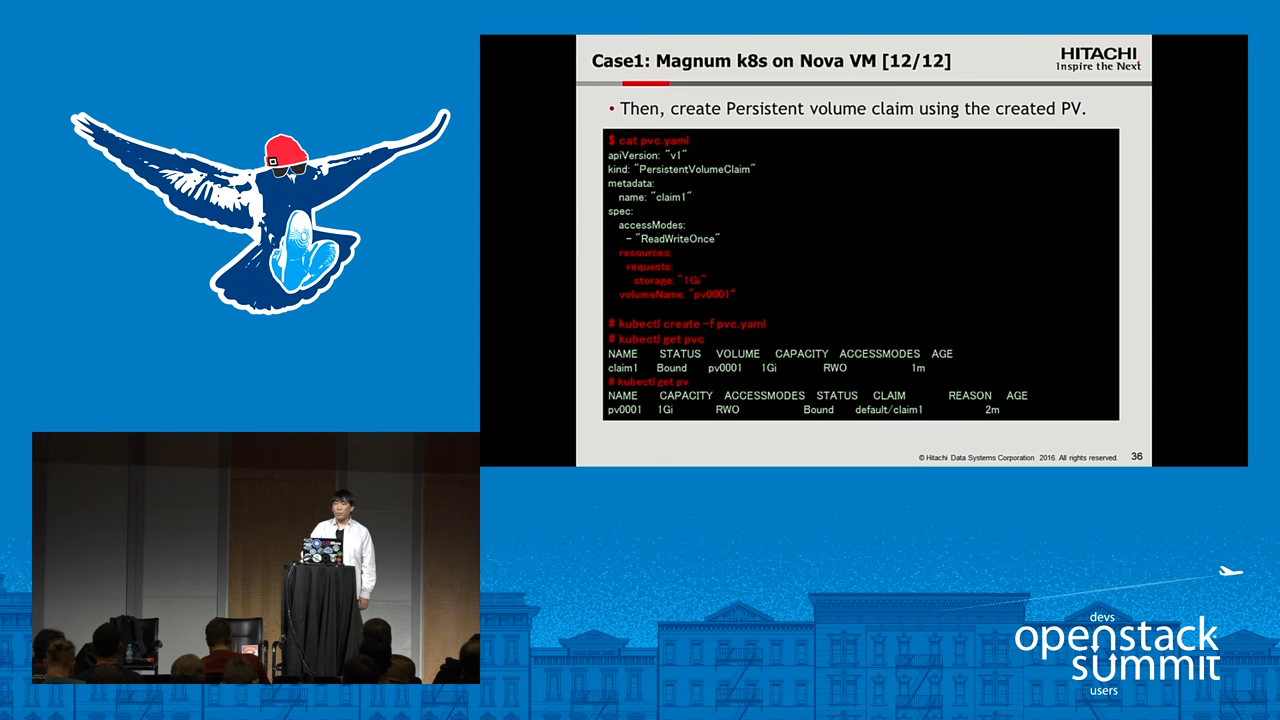 Case1: Magnum k8s on Nova VM [12/12]
HITACHI
Inspire the Next
• Then, create Persistent volume claim using the created PV.
$ cat pvc.yaml
apiVersion: "v1"
kind: "PersistentVolumeClaim"
metadata:
name: "claim1"
spec:
accessModes:
- "ReadWriteOnce"
resources:
requests:
storage: "1Gi"
volumeName: "pv0001"
# kubectl create -f pvc.yaml
# kubectl get pvc
NAME STATUS VOLUME CAPACITY ACCESSMODES AGE
claim1 Bound pv0001 1Gi RWO 1m
# kubectl get pv
NAME CAPACITY ACCESSMODES STATUS CLAIM REASON AGE
pv0001 1Gi RWO Bound default/claim1 2m
© Hitachi Data Systems Corporation 2016. All rights reserved. 36
devs
openstack
summit
users